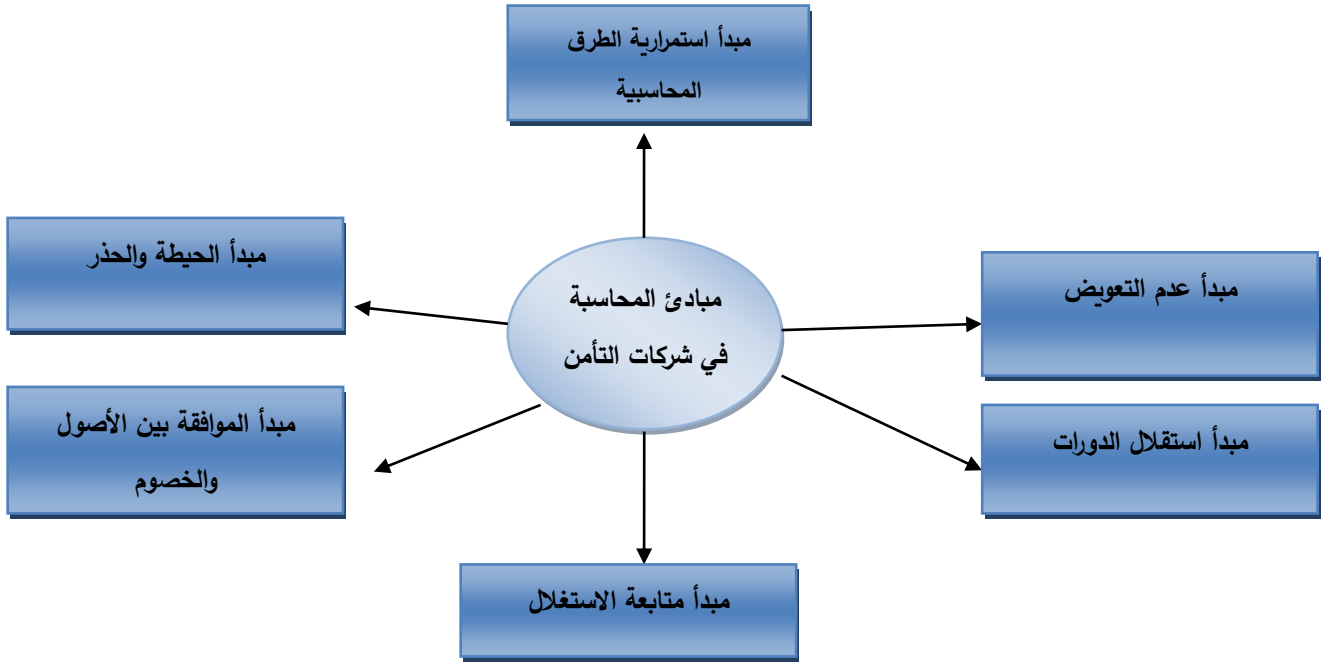 مبدأ استمرارية الطرق
المحاسبية
مبدأ عدم التعويض
مبدأ الحيطة والحذر
مبادئ المحاسبة
في شركات التأمن
مبدأ استقلال الدورات
مبدأ الموافقة بين الأصول
والخصوم
مبدأ متابعة الاستغلال